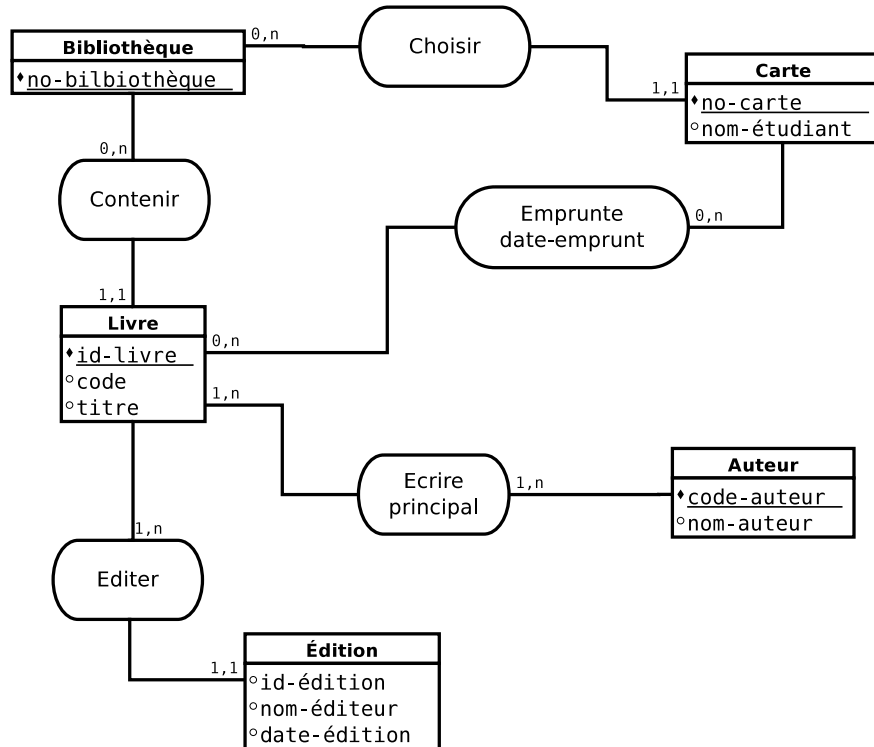 Bibliothèque
no-bilbiothèque
0,n
Choisir
1,1
Carte
no-carte
nom-étudiant
0,n
Contenir
1,1
Emprunte
date-emprunt
0,n
Livre
id-livre
code
titre
0,n
1,n
Ecrire
principal
1,n
Auteur
code-auteur
nom-auteur
1,n
Editer
1,1
Édition
id-édition
nom-éditeur
date-édition